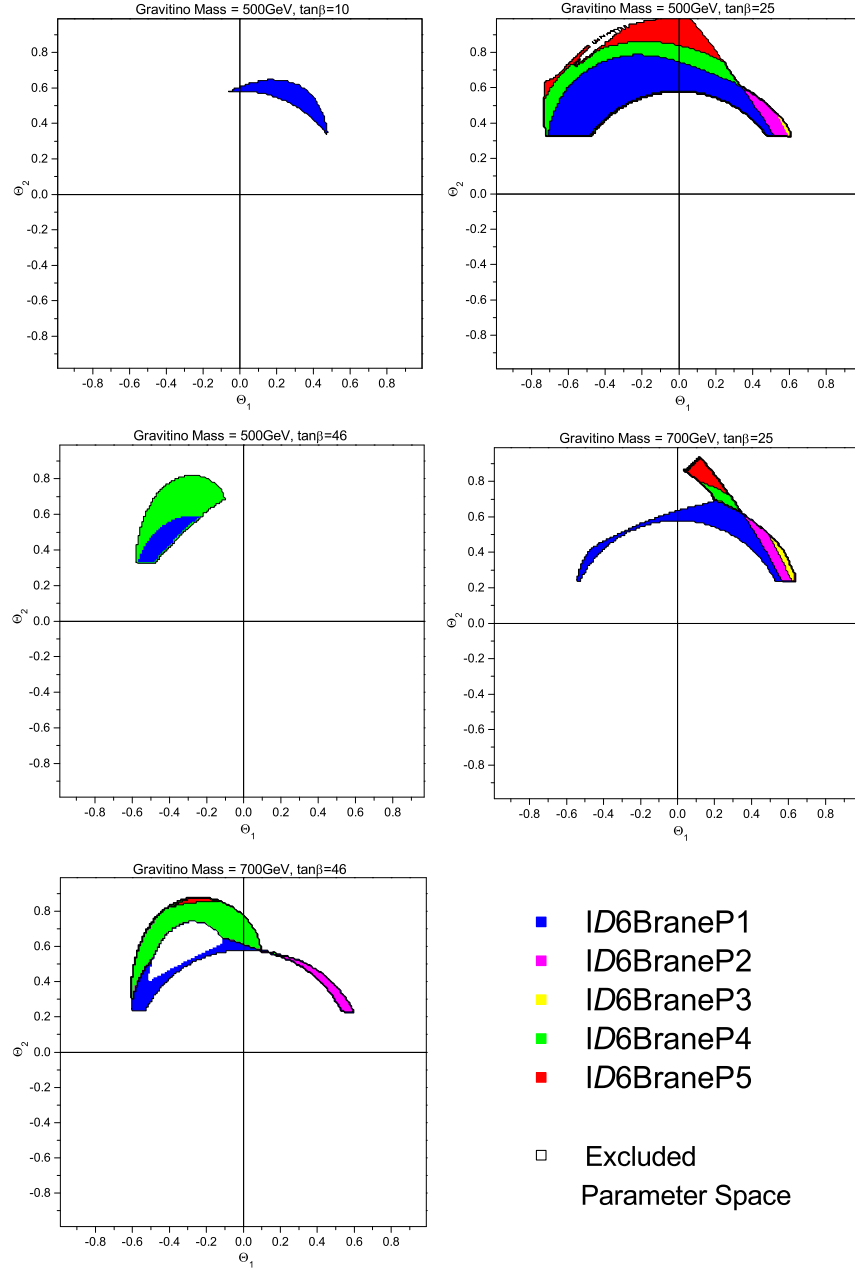 Gravitino Mass = 500GeV, tanβ=10
0.8
0.6
0.4
0.2
0.0
-0.2
-0.4
-0.6
-0.8
Θ2
-0.8 -0.6 -0.4 -0.2 0.0 0.2 0.4 0.6 0.8
Θ1
Gravitino Mass = 500GeV, tanβ=25
0.8
0.6
0.4
0.2
0.0
-0.2
-0.4
-0.6
-0.8
Θ2
-0.8 -0.6 -0.4 -0.2 0.0 0.2 0.4 0.6 0.8
Θ1
Gravitino Mass = 500GeV, tanβ=46
0.8
0.6
0.4
0.2
0.0
-0.2
-0.4
-0.6
-0.8
Θ2
-0.8 -0.6 -0.4 -0.2 0.0 0.2 0.4 0.6 0.8
Θ1
Gravitino Mass = 700GeV, tanβ=25
0.8
0.6
0.4
0.2
0.0
-0.2
-0.4
-0.6
-0.8
Θ2
-0.8 -0.6 -0.4 -0.2 0.0 0.2 0.4 0.6 0.8
Θ1
Gravitino Mass = 700GeV, tanβ=46
0.8
0.6
0.4
0.2
0.0
-0.2
-0.4
-0.6
-0.8
Θ2
-0.8 -0.6 -0.4 -0.2 0.0 0.2 0.4 0.6 0.8
Θ1
ID6BraneP1
ID6BraneP2
ID6BraneP3
ID6BraneP4
ID6BraneP5
Excluded
Parameter Space